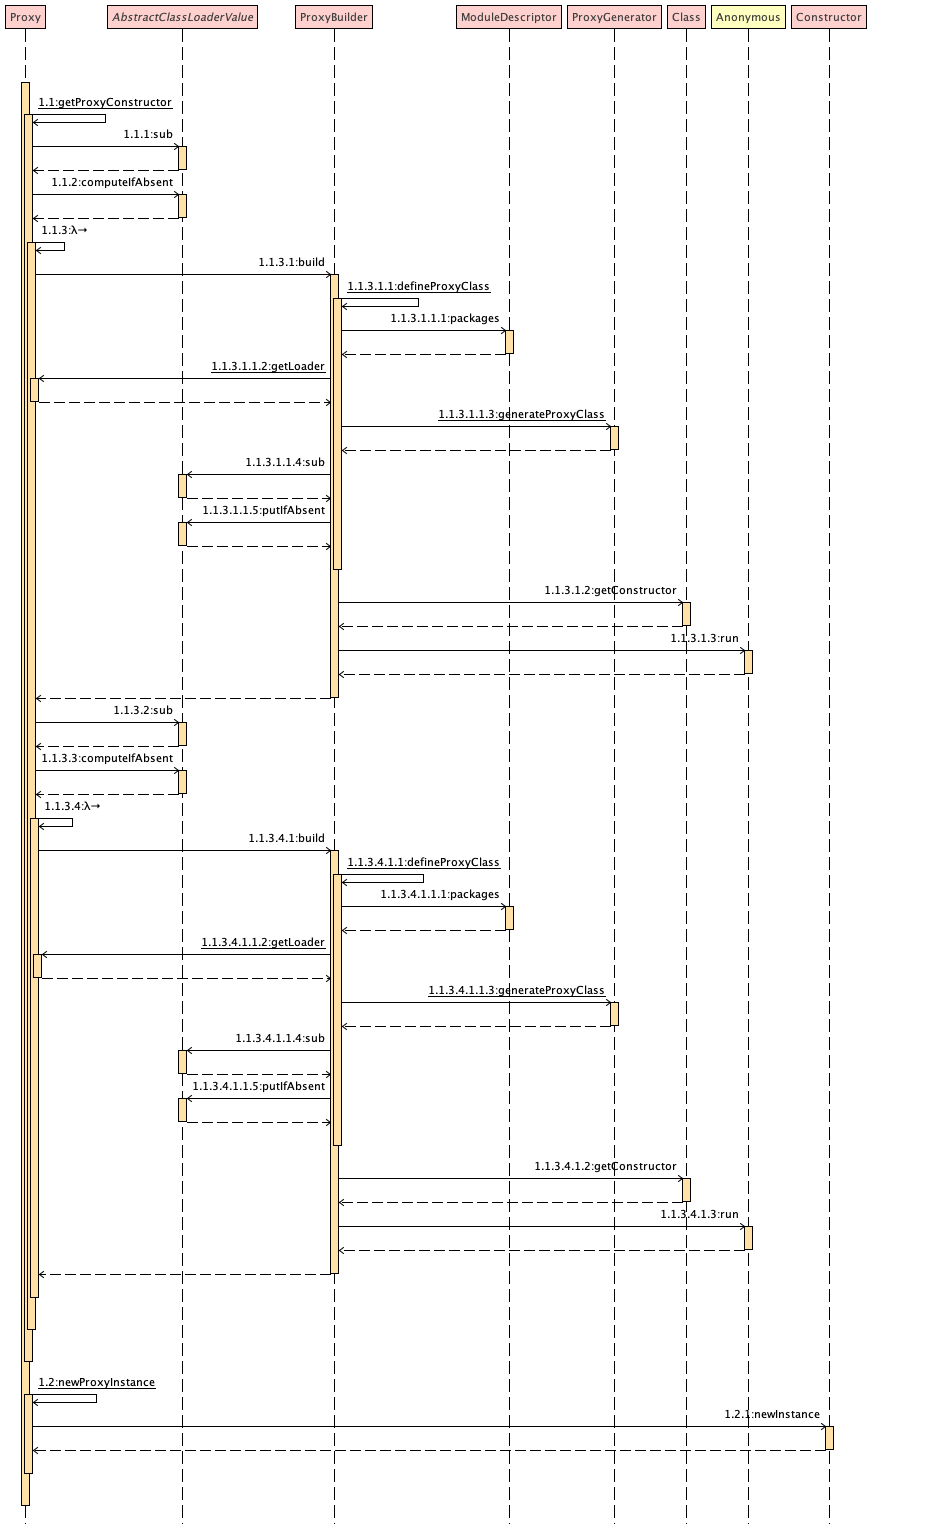 Proxy
AbstractClassLoaderValue
ProxyBuilder
ModuleDescriptor
ProxyGenerator
Class
Anonymous
Constructor
1.1:getProxyConstructor
1.1.1:sub
1.1.2:computeIfAbsent
1.1.3:λ→
1.1.3.1:build
1.1.3.1.1:defineProxyClass
1.1.3.1.1.1:packages
1.1.3.1.1.2:getLoader
1.1.3.1.1.3:generateProxyClass
1.1.3.1.1.4:sub
1.1.3.1.1.5:putIfAbsent
1.1.3.1.2:getConstructor
1.1.3.1.3:run
1.1.3.2:sub
1.1.3.3:computeIfAbsent
1.1.3.4:λ→
1.1.3.4.1:build
1.1.3.4.1.1:defineProxyClass
1.1.3.4.1.1.1:packages
1.1.3.4.1.1.2:getLoader
1.1.3.4.1.1.3:generateProxyClass
1.1.3.4.1.1.4:sub
1.1.3.4.1.1.5:putIfAbsent
1.1.3.4.1.2:getConstructor
1.1.3.4.1.3:run
1.2:newProxyInstance
1.2.1:newInstance